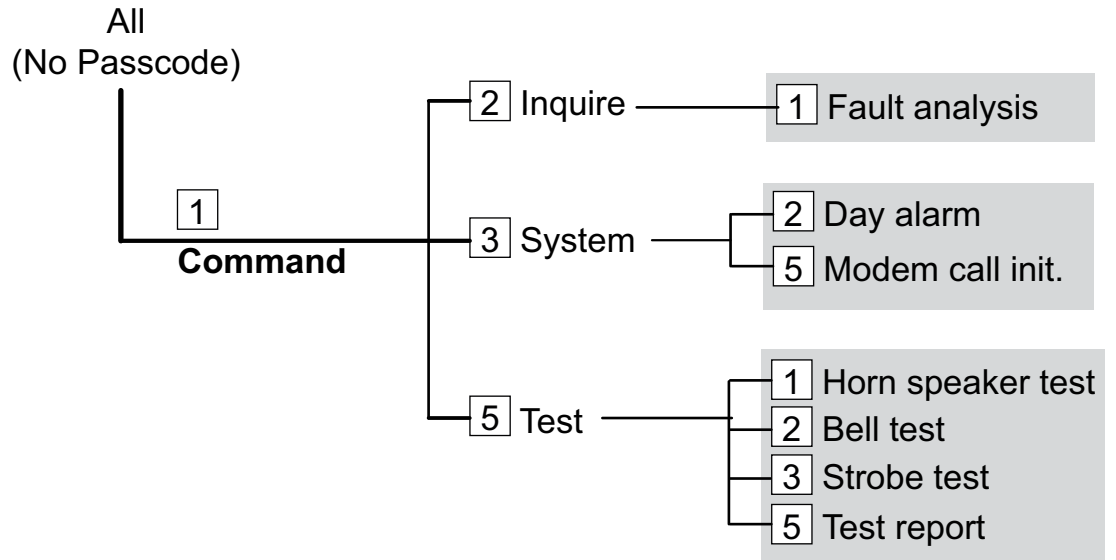 All
(No Passcode)
1
Command
2 Inquire
1 Fault analysis
3 System
2 Day alarm
5 Modem call init.
5 Test
1 Horn speaker test
2 Bell test
3 Strobe test
5 Test report